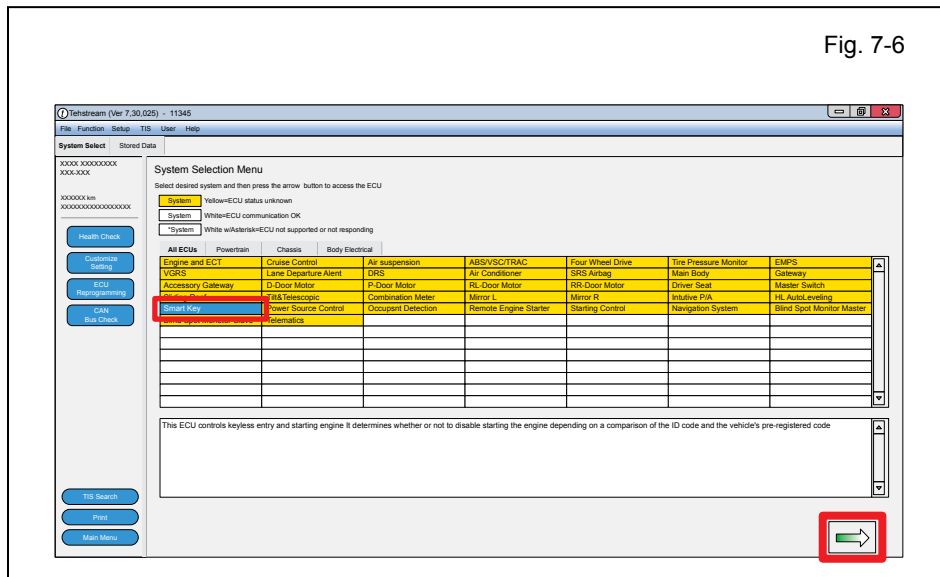 Fig. 7-6
Tehstream (Ver 7,30,025) - 11345
File Function Setup TIS User Help
System Select Stored Data
XXXX XXXXXXXX
XXX-XXX
XXXXXX km
XXXXXXXXXXXXXXXXX
Health Check
Customize
Setting
ECU
Reprogramming
CAN
Bus Check
TIS Search
Print
Main Menu
System Selection Menu
Select desired system and then press the arrow button to access the ECU
System Yellow=ECU status unknown
System White=ECU communication OK
*System White w/Asterisk=ECU not supported or not responding
All ECUs Powertrain Chassis Body Electrical
Engine and ECT Cruise Control Air suspension ABS/VSC/TRAC Four Wheel Drive Tire Pressure Monitor EMPS
VGRS Lane Departure Alent DRS Air Conditioner SRS Airbag Main Body Gateway
Accessory Gateway D-Door Motor P-Door Motor RL-Door Motor RR-Door Motor Driver Seat Master Switch
Sliding Roof Tilt&Telescopic Combination Meter Mirror L Mirror R Intutive P/A HL AutoLeveling
Smart Key Power Source Control Occupsnt Detection Remote Engine Starter Starting Control Navigation System Blind Spot Monitor Master
Blind Spot Monitor Telematics
This ECU controls keyless entry and starting engine It determines whether or not to disable starting the engine depending on a comparison of the ID code and the vehicle's pre-registered code